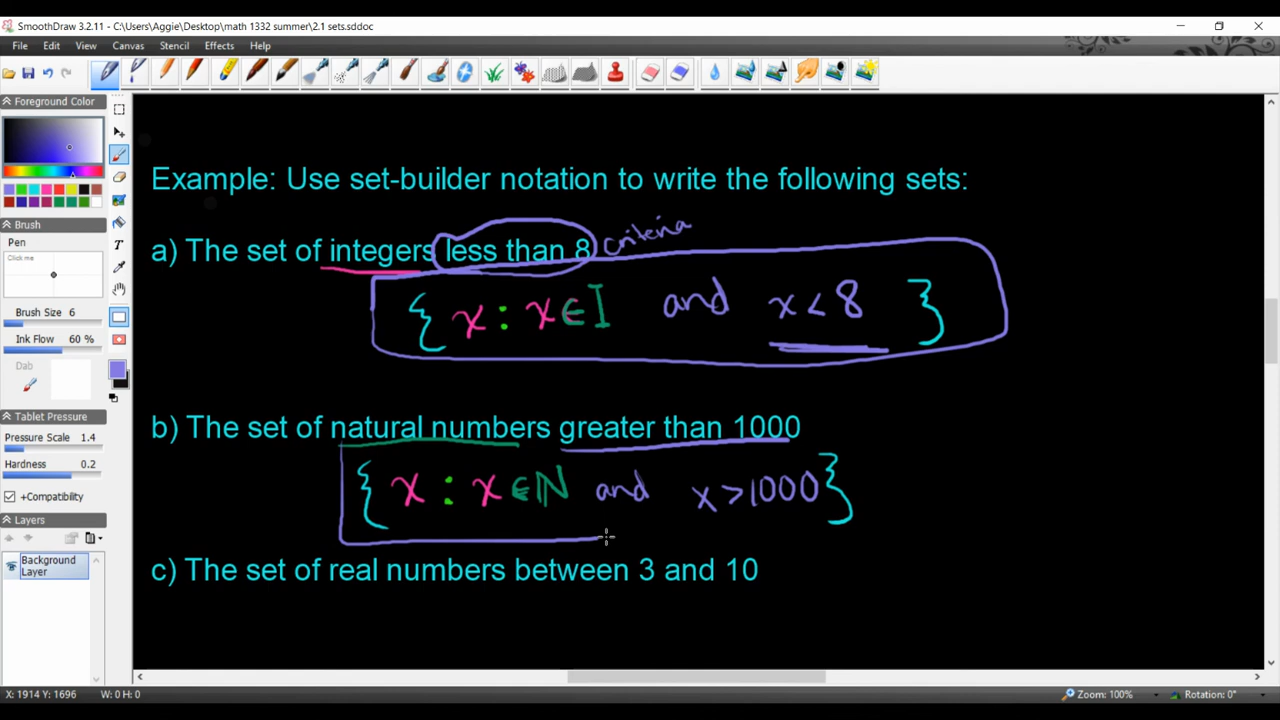 SmoothDraw 3.2.11 - C:\Users\Aggie\Desktop\math 1332 summer\2.1 sets.sddoc
File Edit View Canvas Stencil Effects Help
Foreground Color
Brush
Pen
Click me
Brush Size 6
Ink Flow 60 %
Dab
Tablet Pressure
Pressure Scale 1.4
Hardness 0.2
+Compatibility
Layers
Background Layer
Example: Use set-builder notation to write the following sets:
a) The set of integers less than 8 criteria
{ x : x ∈ I and x < 8 }
b) The set of natural numbers greater than 1000
{ x : x ∈ ℕ and x > 1000 }
c) The set of real numbers between 3 and 10
X: 1914 Y: 1696 W: 0 H: 0 Zoom: 100% Rotation: 0°